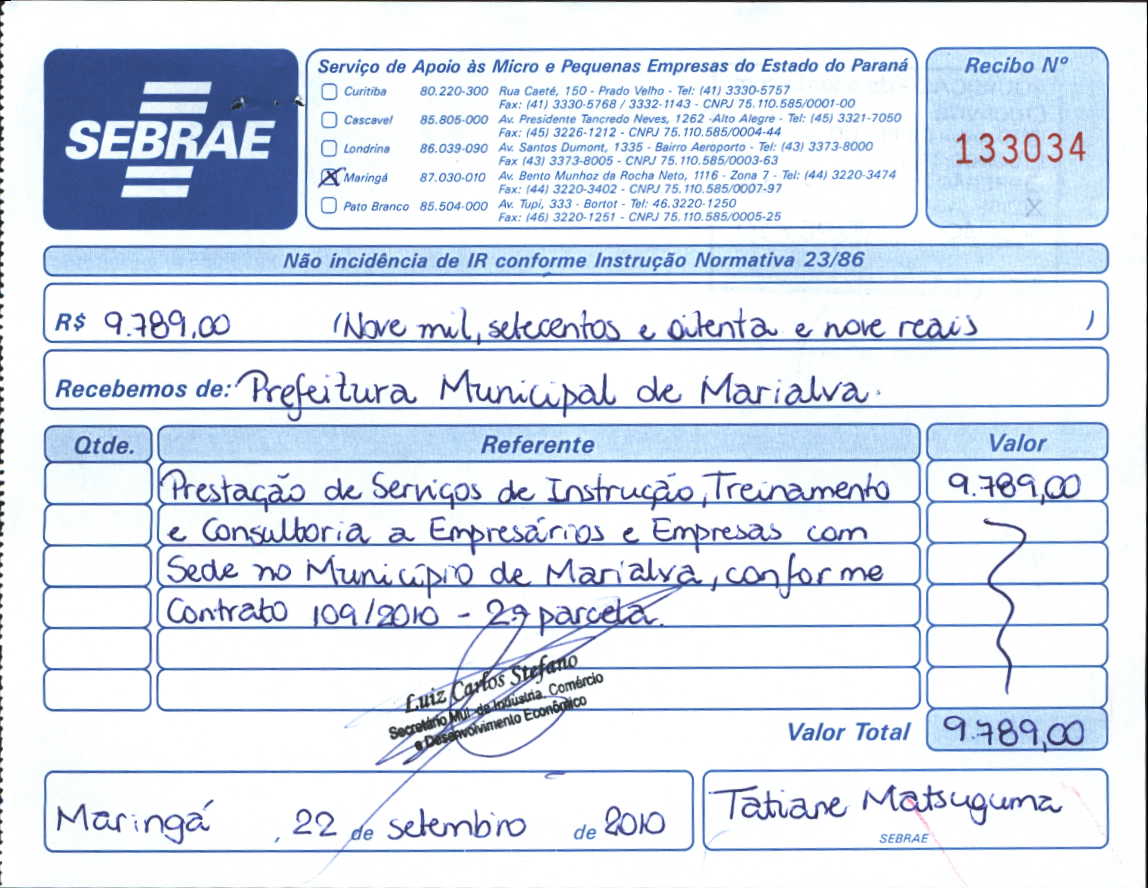 SEBRAE
Serviço de Apoio às Micro e Pequenas Empresas do Estado do Paraná
Curitiba 80.220-300 Rua Caeté, 150 - Prado Velho - Tel: (41) 3330-5757
Fax: (41) 3330-5768 / 3332-1143 - CNPJ 75.110.585/0001-00
Cascavel 85.805-000 Av. Presidente Tancredo Neves, 1262 -Alto Alegre - Tel: (45) 3321-7050
Fax: (45) 3226-1212 - CNPJ 75.110.585/0004-44
Londrina 86.039-090 Av. Santos Dumont, 1335 - Bairro Aeroporto - Tel: (43) 3373-8000
Fax (43) 3373-8005 - CNPJ 75.110.585/0003-63
X Maringá 87.030-010 Av. Bento Munhoz da Rocha Neto, 1116 - Zona 7 - Tel: (44) 3220-3474
Fax: (44) 3220-3402 - CNPJ 75.110.585/0007-97
Pato Branco 85.504-000 Av. Tupi, 333 - Bortot - Tel: 46.3220-1250
Fax: (46) 3220-1251 - CNPJ 75.110.585/0005-25
Recibo Nº
133034
Não incidência de IR conforme Instrução Normativa 23/86
R$ 9.789,00 (Nove mil, setecentos e oitenta e nove reais )
Recebemos de: Prefeitura Municipal de Marialva.
Qtde. Referente Valor
Prestação de Serviços de Instrução, Treinamento 9.789,00
e Consultoria a Empresários e Empresas com
Sede no Município de Marialva, conforme
Contrato 109/2010 - 2ª parcela.
Luiz Carlos Stefano
Secretário Mul. de Indústria, Comércio
e Desenvolvimento Econômico
Valor Total 9.789,00
Maringá , 22 de setembro de 2010
Tatiane Matsuguma
SEBRAE